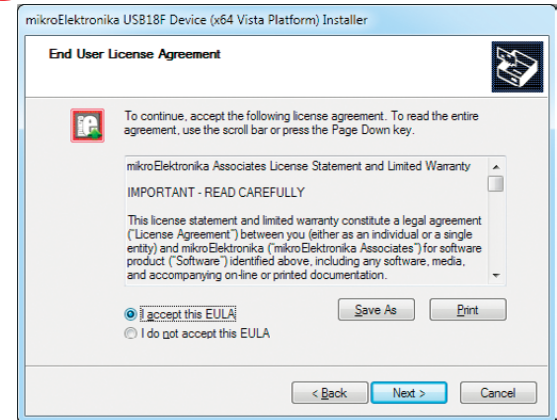 mikroElektronika USB18F Device (x64 Vista Platform) Installer
End User License Agreement
To continue, accept the following license agreement. To read the entire
agreement, use the scroll bar or press the Page Down key.
mikroElektronika Associates License Statement and Limited Warranty
IMPORTANT - READ CAREFULLY
This license statement and limited warranty constitute a legal agreement
("License Agreement") between you (either as an individual or a single
entity) and mikroElektronika ("mikroElektronika Associates") for software
product ("Software") identified above, including any software, media,
and accompanying on-line or printed documentation.
I accept this EULA
Save As
Print
I do not accept this EULA
< Back
Next >
Cancel